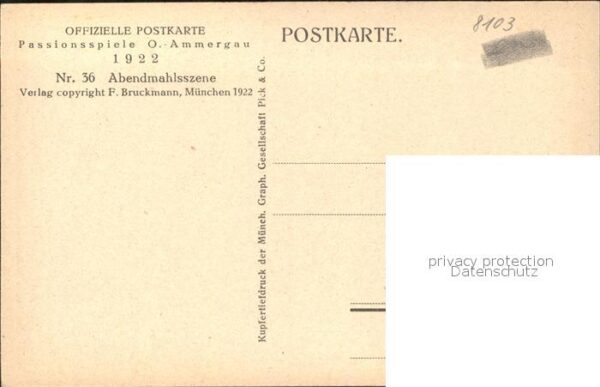 OFFIZIELLE POSTKARTE
Passionsspiele O.-Ammergau
1922
Nr. 36 Abendmahlsszene
Verlag copyright F. Bruckmann, München 1922
Kupfertiefdruck der Münch. Graph. Gesellschaft Pick & Co.
POSTKARTE.
8103
privacy protection
Datenschutz